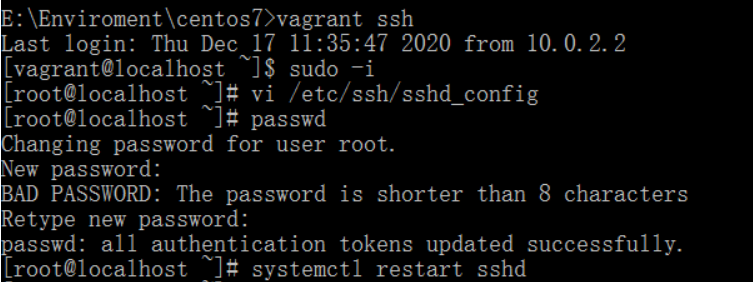 E:\Enviroment\centos7>vagrant ssh
Last login: Thu Dec 17 11:35:47 2020 from 10.0.2.2
[vagrant@localhost ~]$ sudo -i
[root@localhost ~]# vi /etc/ssh/sshd_config
[root@localhost ~]# passwd
Changing password for user root.
New password:
BAD PASSWORD: The password is shorter than 8 characters
Retype new password:
passwd: all authentication tokens updated successfully.
[root@localhost ~]# systemctl restart sshd